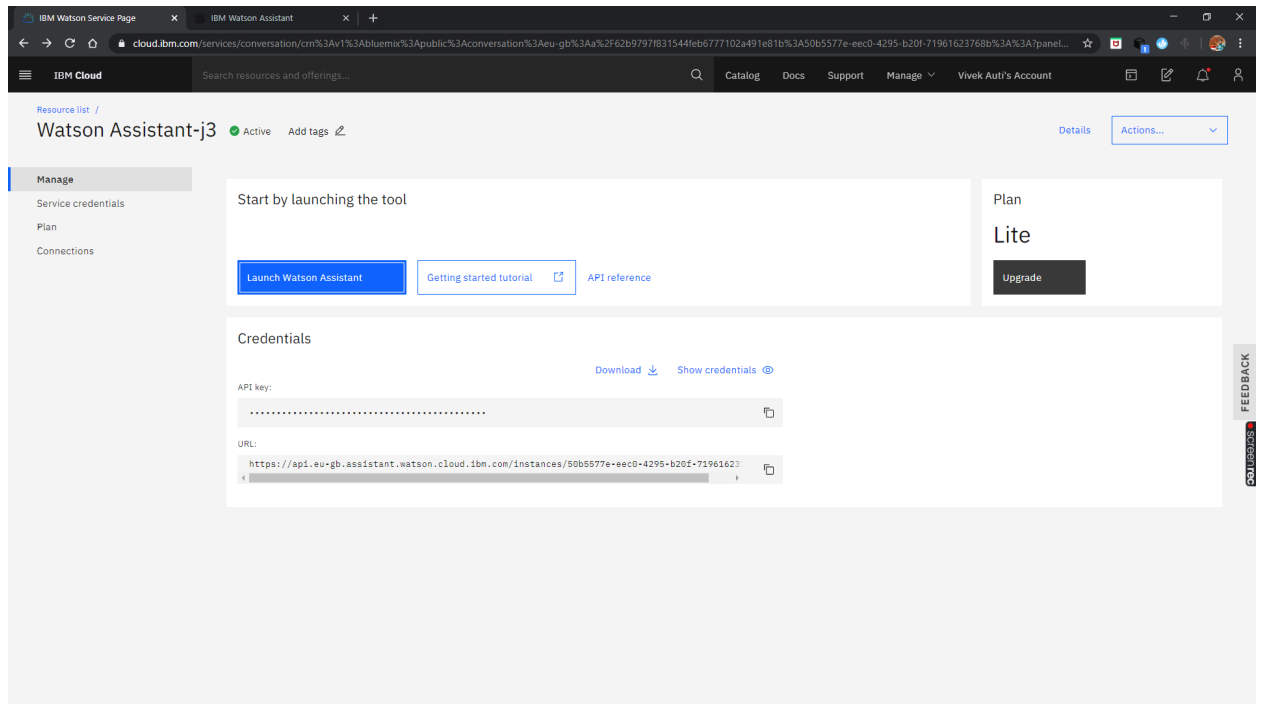 IBM Watson Service Page
IBM Watson Assistant
cloud.ibm.com/services/conversation/crn%3Av1%3Abluemix%3Apublic%3Aconversation%3Aeu-gb%3Aa%2F62b9797f831544feb6777102a491e81b%3A50b5577e-eec0-4295-b20f-71961623768b%3A%3A?panel...
IBM Cloud
Search resources and offerings...
Catalog
Docs
Support
Manage
Vivek Auti's Account
Resource list /
Watson Assistant-j3
Active
Add tags
Details
Actions...
Manage
Service credentials
Plan
Connections
Start by launching the tool
Launch Watson Assistant
Getting started tutorial
API reference
Plan
Lite
Upgrade
Credentials
Download
Show credentials
API key:
URL:
https://api.eu-gb.assistant.watson.cloud.ibm.com/instances/50b5577e-eec0-4295-b20f-71961623
FEEDBACK
screenrec